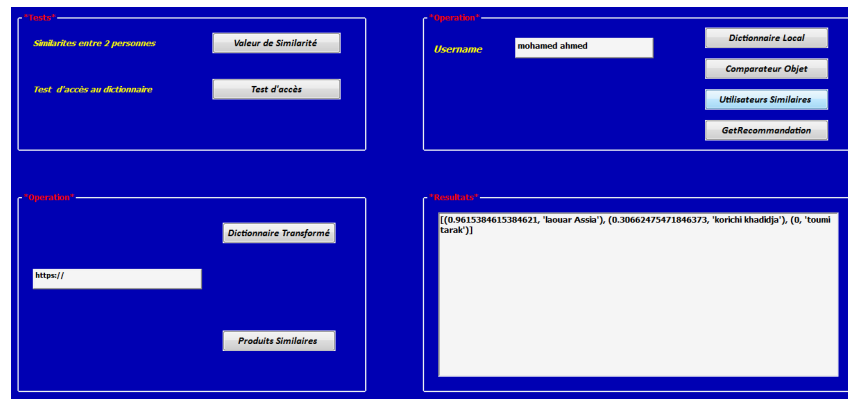 *Tests*
Similarites entre 2 personnes
Valeur de Similarité
Test d'accès au dictionnaire
Test d'accès
*Operation*
Username
mohamed ahmed
Dictionnaire Local
Comparateur Objet
Utilisateurs Similaires
GetRecommandation
*Operation*
Dictionnaire Transformé
https://
Produits Similaires
*Resultats*
[(0.9615384615384621, 'laouar Assia'), (0.30662475471846373, 'korichi khadidja'), (0, 'toumi
tarak')]